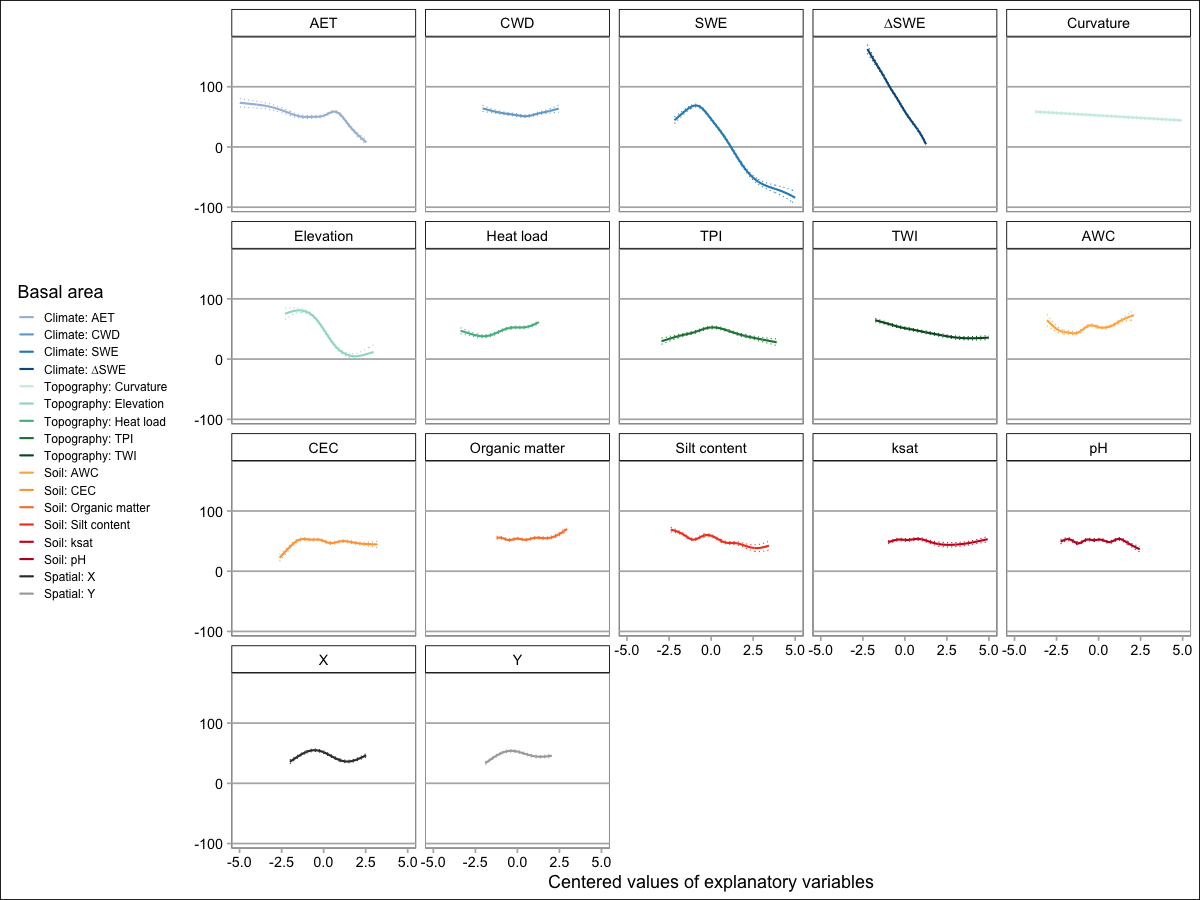 AET CWD SWE ΔSWE Curvature
100
0
-100
Elevation Heat load TPI TWI AWC
100
0
-100
Basal area
Climate: AET
Climate: CWD
Climate: SWE
Climate: ΔSWE
Topography: Curvature
Topography: Elevation
Topography: Heat load
Topography: TPI
Topography: TWI
Soil: AWC
Soil: CEC
Soil: Organic matter
Soil: Silt content
Soil: ksat
Soil: pH
Spatial: X
Spatial: Y
CEC Organic matter Silt content ksat pH
100
0
-100
-5.0 -2.5 0.0 2.5 5.0 -5.0 -2.5 0.0 2.5 5.0 -5.0 -2.5 0.0 2.5 5.0
X Y
100
0
-100
-5.0 -2.5 0.0 2.5 5.0 -5.0 -2.5 0.0 2.5 5.0
Centered values of explanatory variables